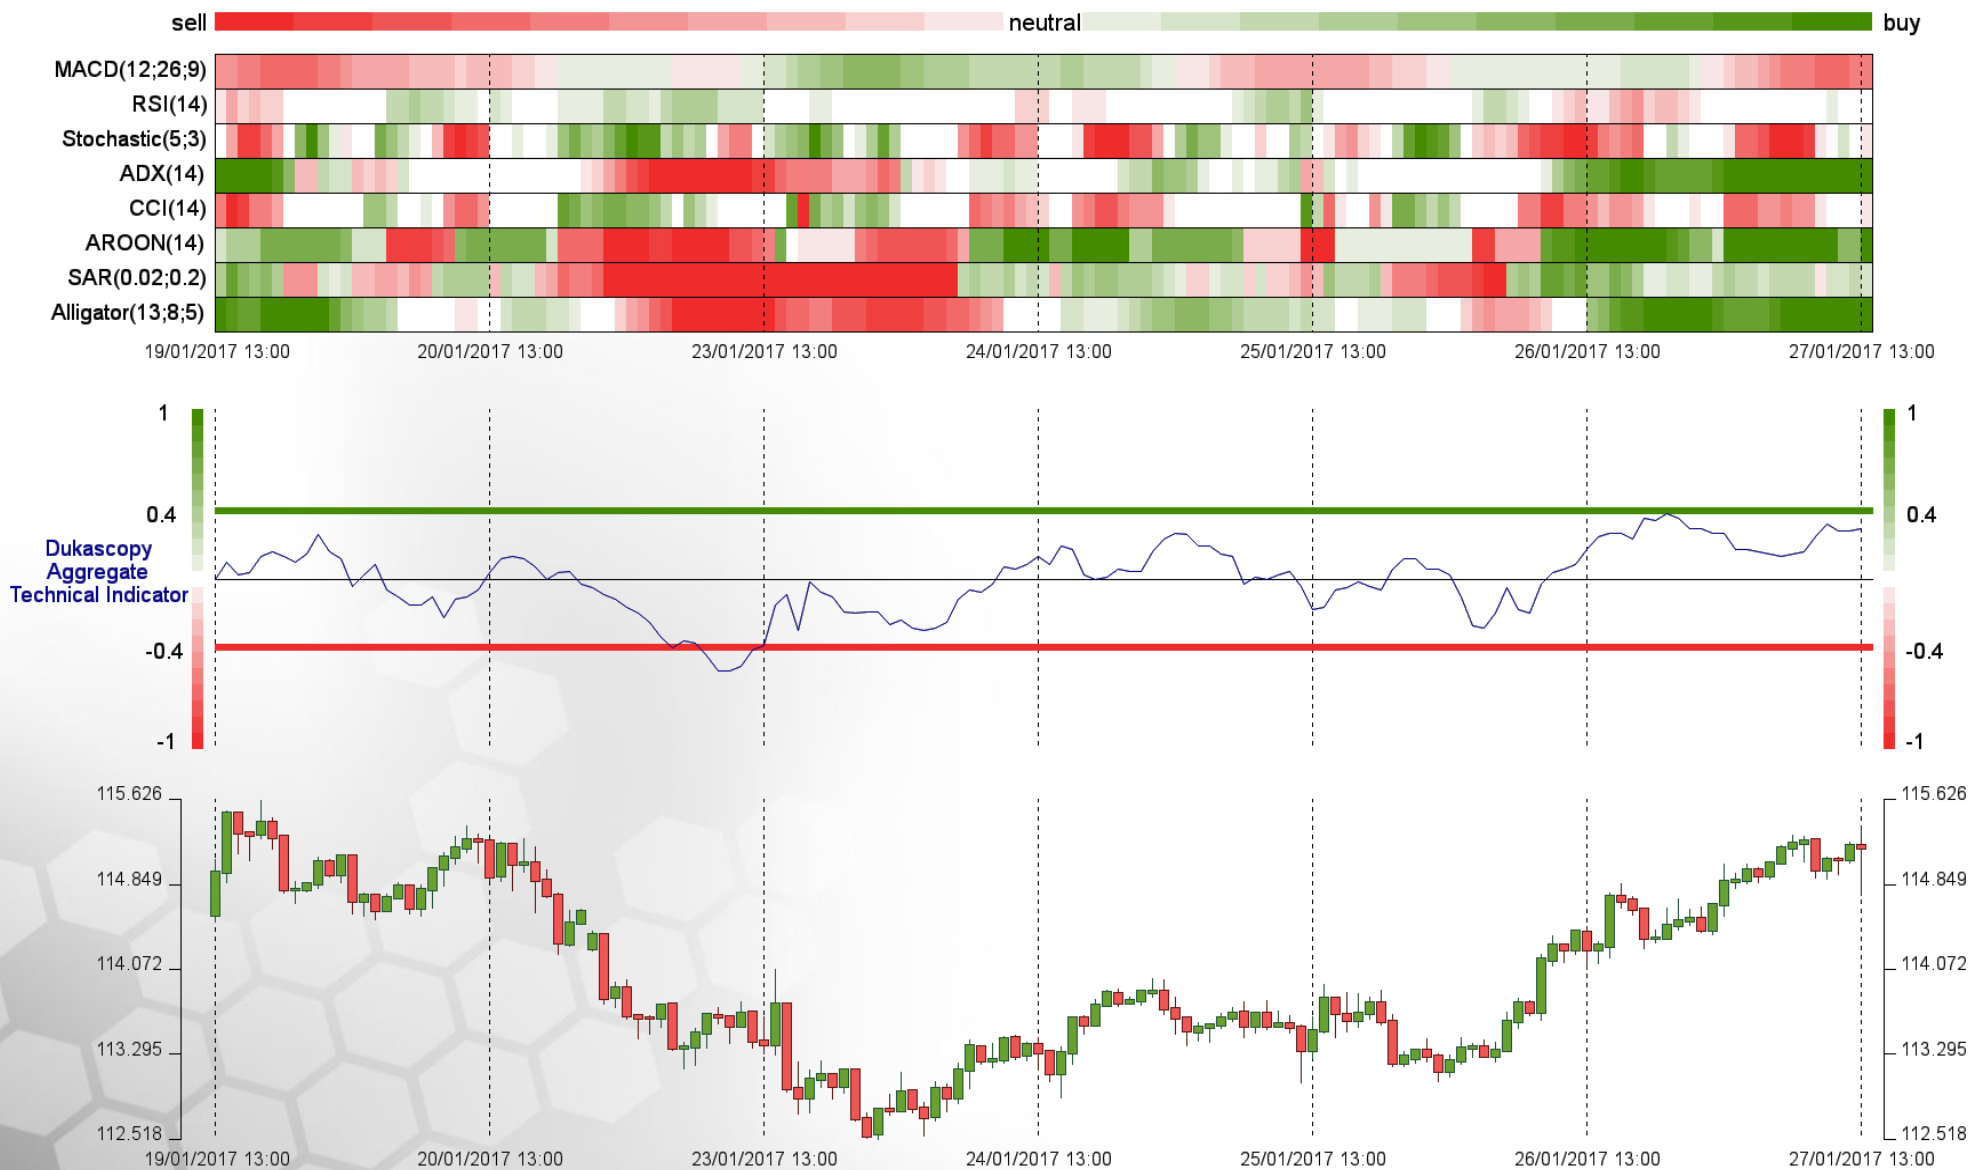 sell neutral buy
MACD(12;26;9)
RSI(14)
Stochastic(5;3)
ADX(14)
CCI(14)
AROON(14)
SAR(0.02;0.2)
Alligator(13;8;5)
19/01/2017 13:00 20/01/2017 13:00 23/01/2017 13:00 24/01/2017 13:00 25/01/2017 13:00 26/01/2017 13:00 27/01/2017 13:00
1 1
0.4 0.4
Dukascopy
Aggregate
Technical Indicator
-0.4 -0.4
-1 -1
115.626 115.626
114.849 114.849
114.072 114.072
113.295 113.295
112.518 112.518
19/01/2017 13:00 20/01/2017 13:00 23/01/2017 13:00 24/01/2017 13:00 25/01/2017 13:00 26/01/2017 13:00 27/01/2017 13:00